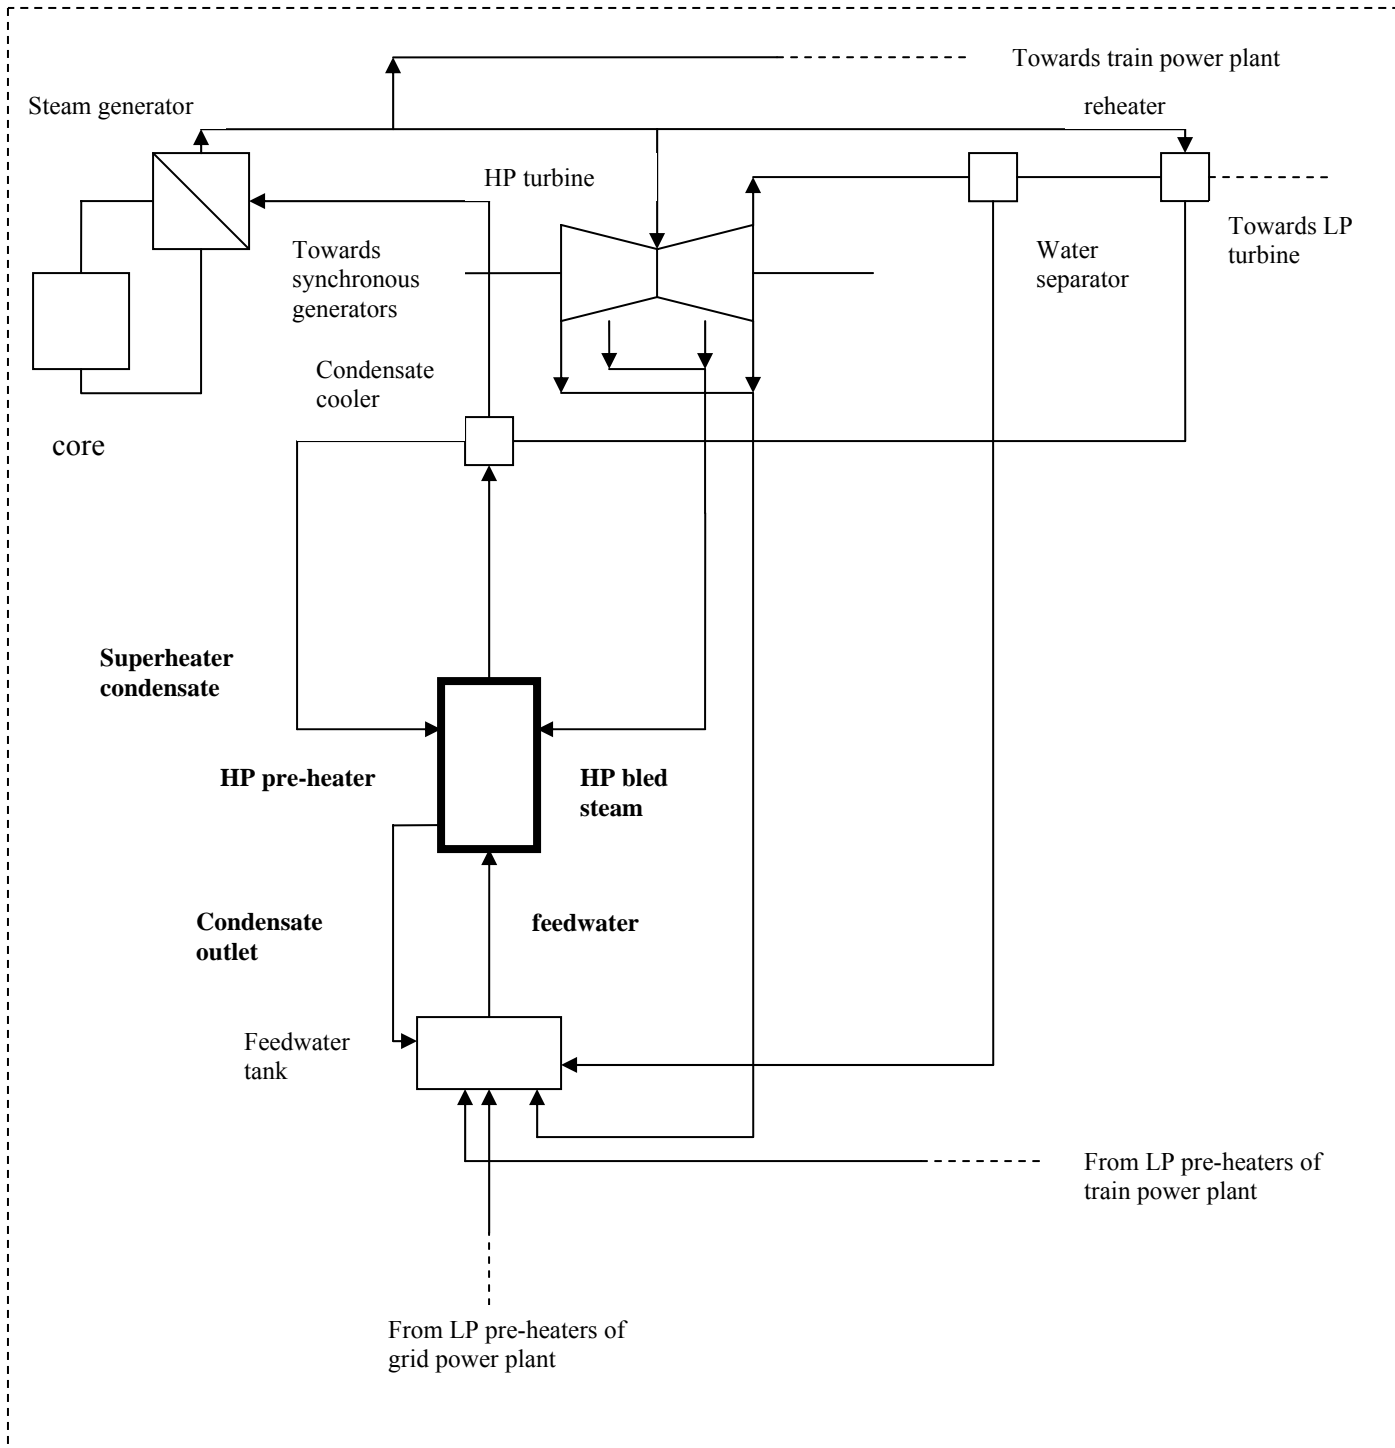 Towards train power plant
Steam generator
reheater
HP turbine
Towards LP
turbine
Towards
synchronous
generators
Water
separator
Condensate
cooler
core
Superheater
condensate
HP pre-heater
HP bled
steam
Condensate
outlet
feedwater
Feedwater
tank
From LP pre-heaters of
train power plant
From LP pre-heaters of
grid power plant